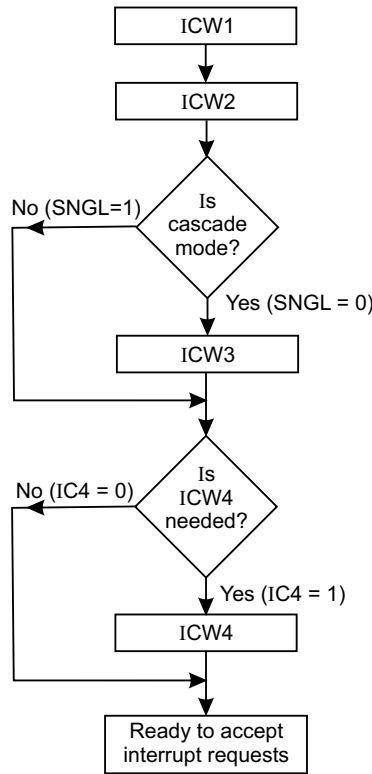 ICW1
ICW2
Is
cascade
mode?
No (SNGL=1)
Yes (SNGL = 0)
ICW3
Is
ICW4
needed?
No (IC4 = 0)
Yes (IC4 = 1)
ICW4
Ready to accept
interrupt requests